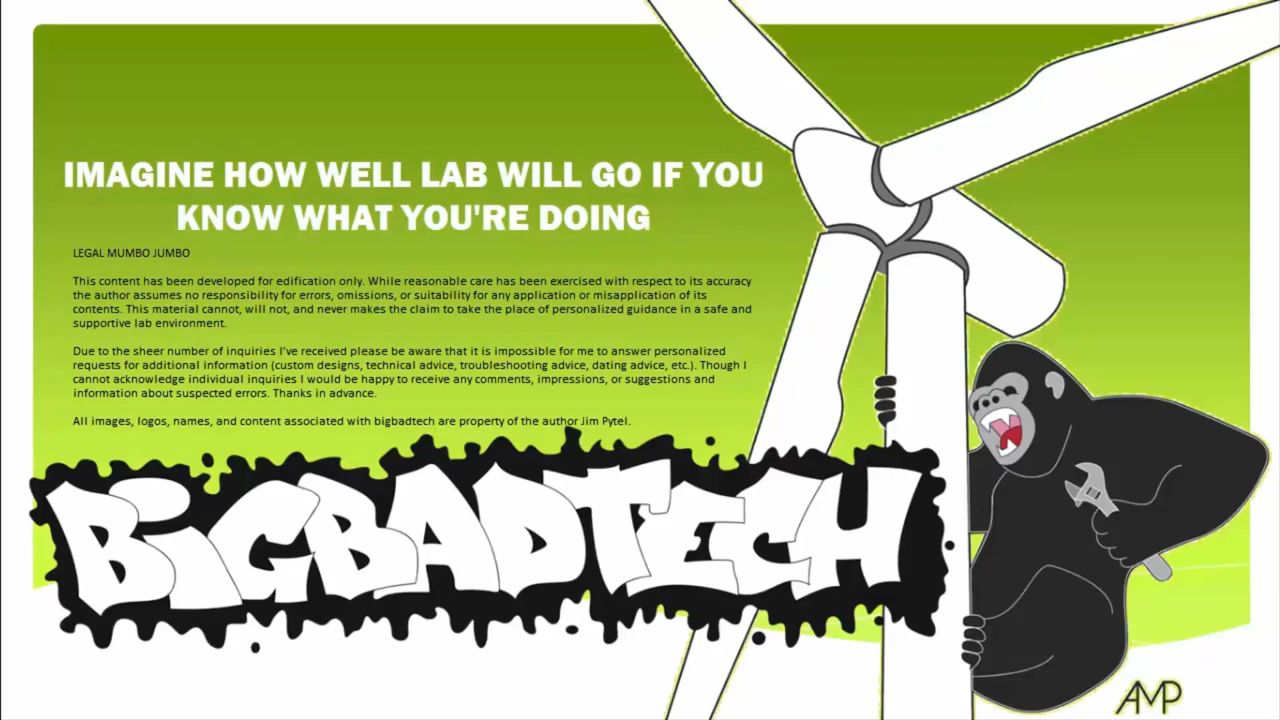 IMAGINE HOW WELL LAB WILL GO IF YOU
KNOW WHAT YOU'RE DOING
LEGAL MUMBO JUMBO
This content has been developed for edification only. While reasonable care has been exercised with respect to its accuracy
the author assumes no responsibility for errors, omissions, or suitability for any application or misapplication of its
contents. This material cannot, will not, and never makes the claim to take the place of personalized guidance in a safe and
supportive lab environment.
Due to the sheer number of inquiries I've received please be aware that it is impossible for me to answer personalized
requests for additional information (custom designs, technical advice, troubleshooting advice, dating advice, etc.). Though I
cannot acknowledge individual inquiries I would be happy to receive any comments, impressions, or suggestions and
information about suspected errors. Thanks in advance.
All images, logos, names, and content associated with bigbadtech are property of the author Jim Pytel.
BiGBADTECH
AMP